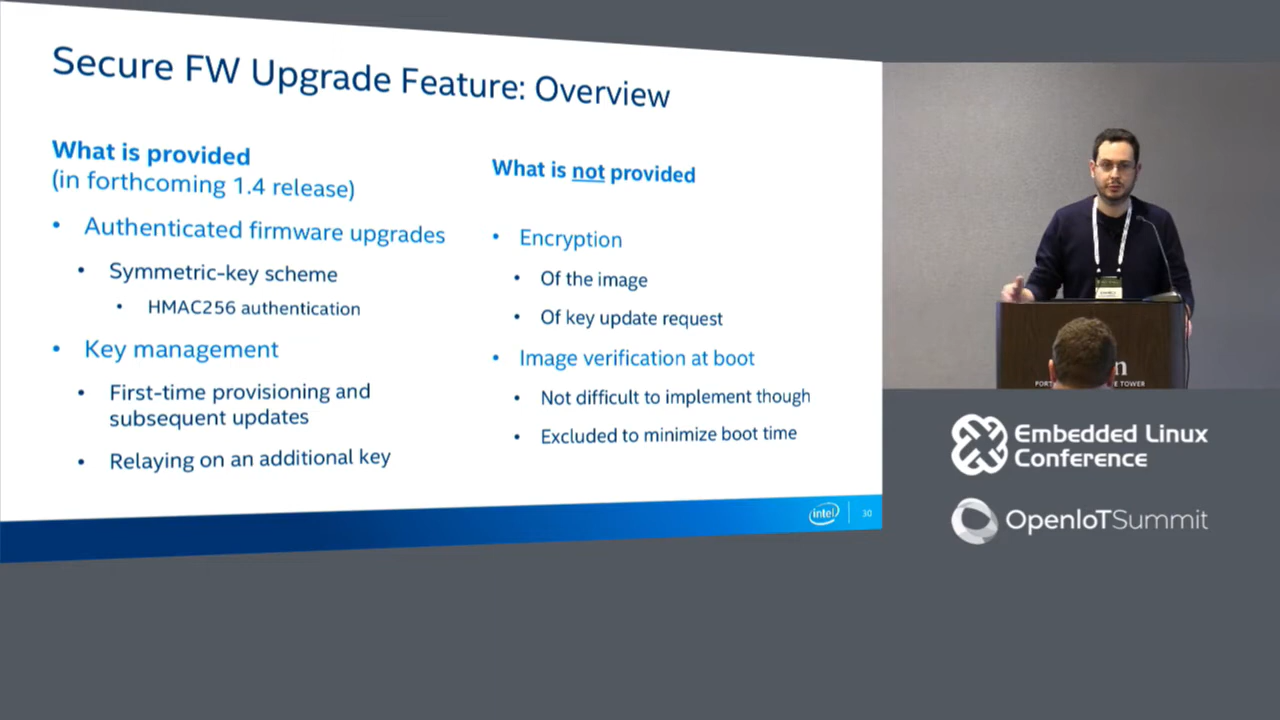 Secure FW Upgrade Feature: Overview
What is provided
(in forthcoming 1.4 release)
• Authenticated firmware upgrades
• Symmetric-key scheme
• HMAC256 authentication
• Key management
• First-time provisioning and
subsequent updates
• Relaying on an additional key
What is not provided
• Encryption
• Of the image
• Of key update request
• Image verification at boot
• Not difficult to implement though
• Excluded to minimize boot time
intel
30
TOWER
Embedded Linux
Conference
OpenIoTSummit